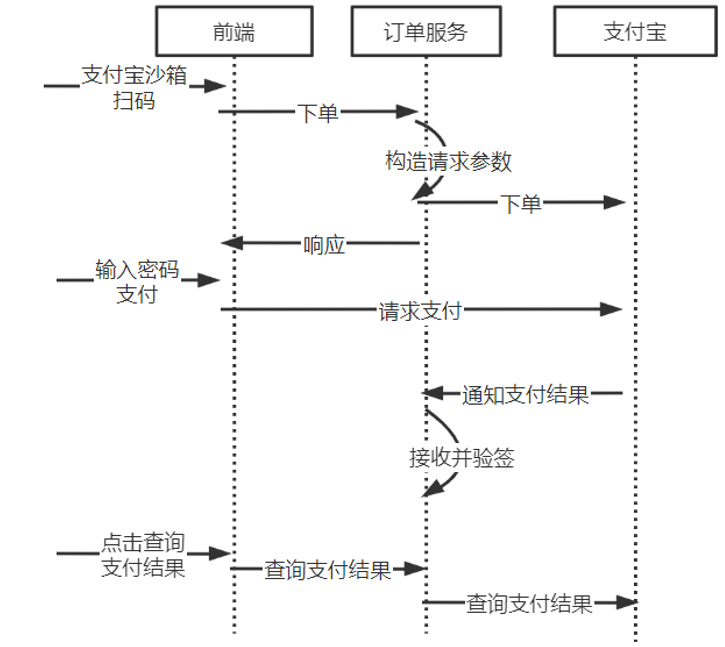 前端
订单服务
支付宝
支付宝沙箱
扫码
下单
构造请求参数
下单
响应
输入密码
支付
请求支付
通知支付结果
接收并验签
点击查询
支付结果
查询支付结果
查询支付结果